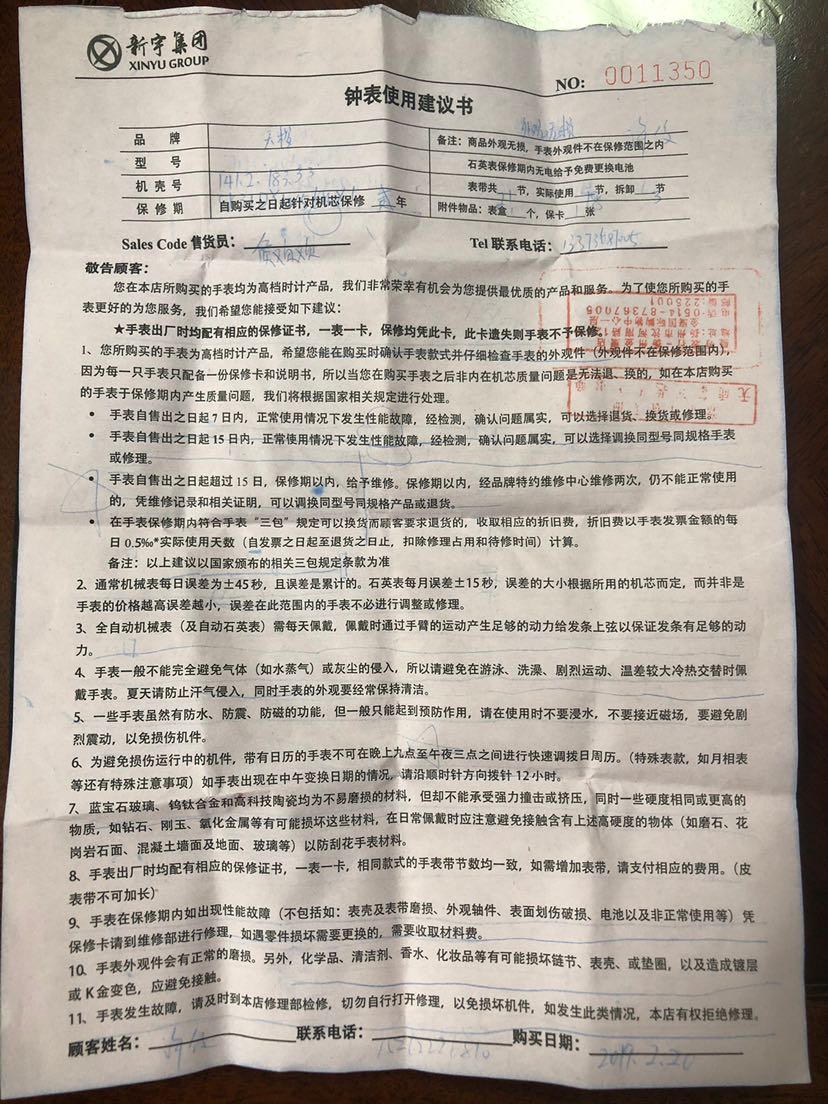 新宇集团
XINYU GROUP
NO: 0011350
钟表使用建议书
品牌 天梭
备注：商品外观无损，手表外观件不在保修范围之内
型号
石英表保修期内无电给予免费更换电池
机壳号
表带共 节，实际使用 节，拆卸 节
保修期 自购买之日起针对机芯保修 年
附件物品：表盒 个，保卡 张
Sales Code 售货员：
Tel 联系电话：
敬告顾客：
您在本店所购买的手表均为高档时计产品，我们非常荣幸有机会为您提供最优质的产品和服务。为了使您所购买的手
表更好的为您服务，我们希望您能接受如下建议：
★手表出厂时均配有相应的保修证书，一表一卡，保修均凭此卡，此卡遗失则手表不予保修。
1、您所购买的手表为高档时计产品，希望您能在购买时确认手表款式并仔细检查手表的外观件（外观件不在保修范围内），
因为每一只手表只配备一份保修卡和说明书，所以当您在购买手表之后非内在机芯质量问题是无法退、换的，如在本店购买
的手表于保修期内产生质量问题，我们将根据国家相关规定进行处理。
• 手表自售出之日起 7 日内，正常使用情况下发生性能故障，经检测，确认问题属实，可以选择退货、换货或修理。
• 手表自售出之日起 15 日内，正常使用情况下发生性能故障，经检测，确认问题属实，可以选择调换同型号同规格手表
或修理。
• 手表自售出之日起超过 15 日，保修期以内，给予维修。保修期以内，经品牌特约维修中心维修两次，仍不能正常使用
的，凭维修记录和相关证明，可以调换同型号同规格产品或退货。
• 在手表保修期内符合手表“三包”规定可以换货而顾客要求退货的，收取相应的折旧费，折旧费以手表发票金额的每
日 0.5‰*实际使用天数（自发票之日起至退货之日止，扣除修理占用和待修时间）计算。
备注：以上建议以国家颁布的相关三包规定条款为准
2、通常机械表每日误差为±45秒，且误差是累计的。石英表每月误差±15秒，误差的大小根据所用的机芯而定，而并非是
手表的价格越高误差越小，误差在此范围内的手表不必进行调整或修理。
3、全自动机械表（及自动石英表）需每天佩戴，佩戴时通过手臂的运动产生足够的动力给发条上弦以保证发条有足够的动
力。
4、手表一般不能完全避免气体（如水蒸气）或灰尘的侵入，所以请避免在游泳、洗澡、剧烈运动、温差较大冷热交替时佩
戴手表。夏天请防止汗气侵入，同时手表的外观要经常保持清洁。
5、一些手表虽然有防水、防震、防磁的功能，但一般只能起到预防作用，请在使用时不要浸水，不要接近磁场，要避免剧
烈震动，以免损伤机件。
6、为避免损伤运行中的机件，带有日历的手表不可在晚上九点至午夜三点之间进行快速调拨日周历。（特殊表款，如月相表
等还有特殊注意事项）如手表出现在中午变换日期的情况，请沿顺时针方向拨针 12小时。
7、蓝宝石玻璃、钨钛合金和高科技陶瓷均为不易磨损的材料，但却不能承受强力撞击或挤压，同时一些硬度相同或更高的
物质，如钻石、刚玉、氧化金属等有可能损坏这些材料，在日常佩戴时应注意避免接触含有上述高硬度的物体（如磨石、花
岗岩石面、混凝土墙面及地面、玻璃等）以防刮花手表材料。
8、手表出厂时均配有相应的保修证书，一表一卡，相同款式的手表带节数均一致，如需增加表带，请支付相应的费用。（皮
表带不可加长）
9、手表在保修期内如出现性能故障（不包括如：表壳及表带磨损、外观轴件、表面划伤破损、电池以及非正常使用等）凭
保修卡请到维修部进行修理，如遇零件损坏需要更换的，需要收取材料费。
10、手表外观件会有正常的磨损。另外，化学品、清洁剂、香水、化妆品等有可能损坏链节、表壳、或垫圈，以及造成镀层
或 K金变色，应避免接触。
11、手表发生故障，请及时到本店修理部检修，切勿自行打开修理，以免损坏机件，如发生此类情况，本店有权拒绝修理。
顾客姓名： 联系电话： 购买日期：2019.2.20